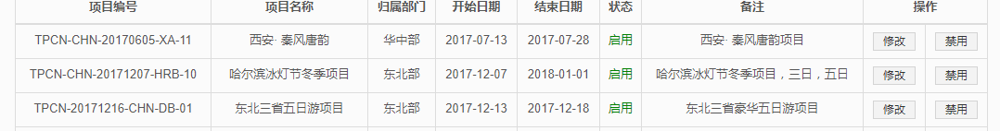 项目编号 项目名称 归属部门 开始日期 结束日期 状态 备注 操作
TPCN-CHN-20170605-XA-11 西安· 秦风唐韵 华中部 2017-07-13 2017-07-28 启用 西安· 秦风唐韵项目 修改 禁用
TPCN-CHN-20171207-HRB-10 哈尔滨冰灯节冬季项目 东北部 2017-12-07 2018-01-01 启用 哈尔滨冰灯节冬季项目，三日，五日 修改 禁用
TPCN-20171216-CHN-DB-01 东北三省五日游项目 东北部 2017-12-13 2017-12-18 启用 东北三省豪华五日游项目 修改 禁用